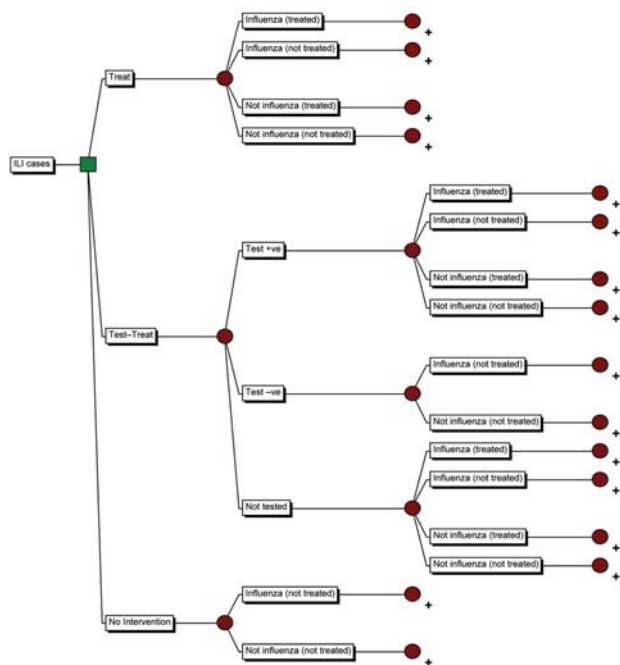 Influenza (treated)
+
Influenza (not treated)
+
Treat
Not influenza (treated)
+
Not influenza (not treated)
+
ILI cases
Influenza (treated)
+
Influenza (not treated)
+
Test +ve
Not influenza (treated)
+
Not influenza (not treated)
+
Test–Treat
Influenza (not treated)
+
Test –ve
Not influenza (not treated)
+
Influenza (treated)
+
Influenza (not treated)
+
Not tested
Not influenza (treated)
+
Not influenza (not treated)
+
Influenza (not treated)
+
No Intervention
Not influenza (not treated)
+